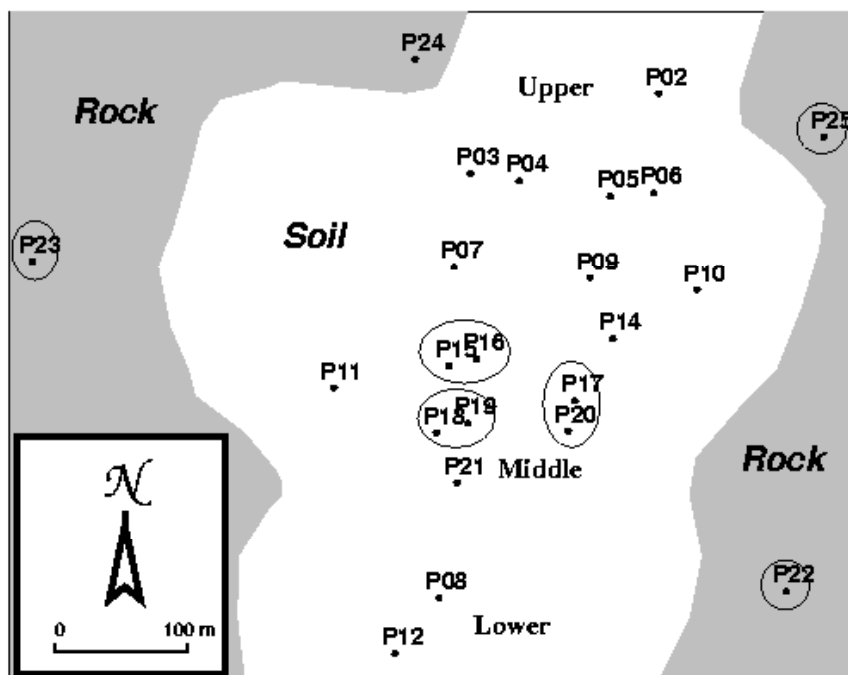 P24
Upper
P02
Rock
P25
P03
P04
P05
P06
Soil
P23
P07
P09
P10
P14
P15
P16
P11
P17
P18
P19
P20
Middle
Rock
P21
N
P22
P08
0
100 m
P12
Lower